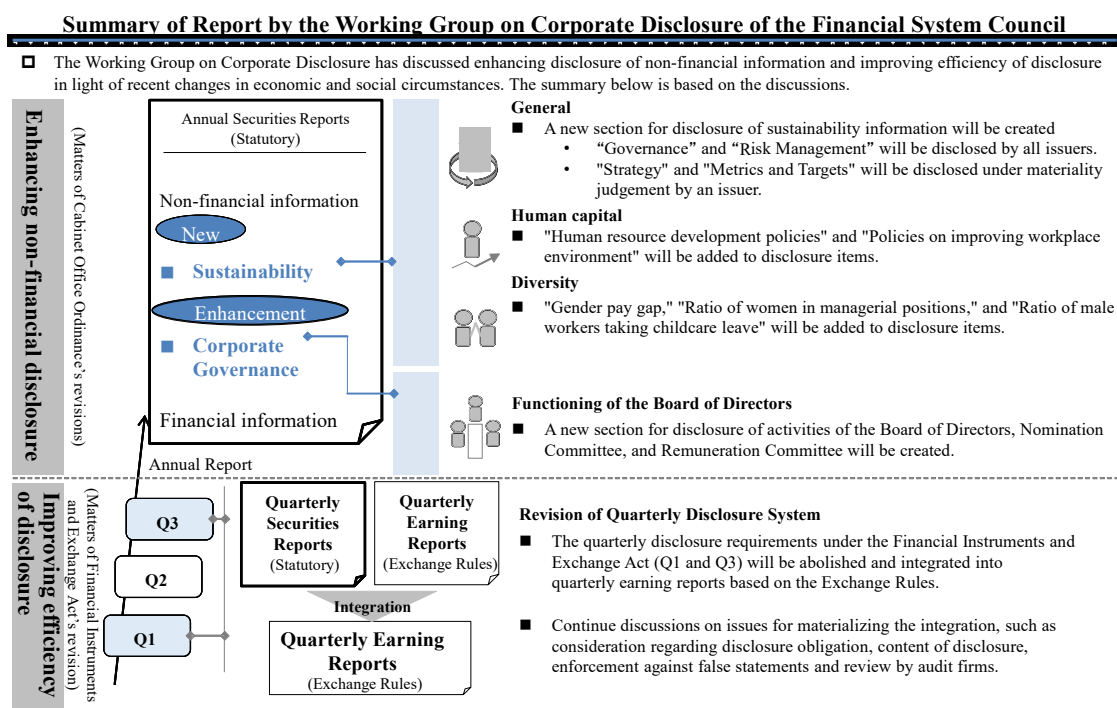 Summary of Report by the Working Group on Corporate Disclosure of the Financial System Council
The Working Group on Corporate Disclosure has discussed enhancing disclosure of non-financial information and improving efficiency of disclosure
in light of recent changes in economic and social circumstances. The summary below is based on the discussions.
Enhancing non-financial disclosure
(Matters of Cabinet Office Ordinance's revisions)
Annual Securities Reports
(Statutory)
Non-financial information
New
■ Sustainability
Enhancement
■ Corporate
Governance
Financial information
Annual Report
General
■ A new section for disclosure of sustainability information will be created
• “Governance” and “Risk Management” will be disclosed by all issuers.
• "Strategy" and "Metrics and Targets" will be disclosed under materiality
judgement by an issuer.
Human capital
■ "Human resource development policies" and "Policies on improving workplace
environment" will be added to disclosure items.
Diversity
■ "Gender pay gap," "Ratio of women in managerial positions," and "Ratio of male
workers taking childcare leave" will be added to disclosure items.
Functioning of the Board of Directors
■ A new section for disclosure of activities of the Board of Directors, Nomination
Committee, and Remuneration Committee will be created.
Improving efficiency
of disclosure
(Matters of Financial Instruments
and Exchange Act's revision)
Q3
Q2
Q1
Quarterly
Securities
Reports
(Statutory)
Quarterly
Earning
Reports
(Exchange Rules)
Integration
Quarterly Earning
Reports
(Exchange Rules)
Revision of Quarterly Disclosure System
■ The quarterly disclosure requirements under the Financial Instruments and
Exchange Act (Q1 and Q3) will be abolished and integrated into
quarterly earning reports based on the Exchange Rules.
■ Continue discussions on issues for materializing the integration, such as
consideration regarding disclosure obligation, content of disclosure,
enforcement against false statements and review by audit firms.